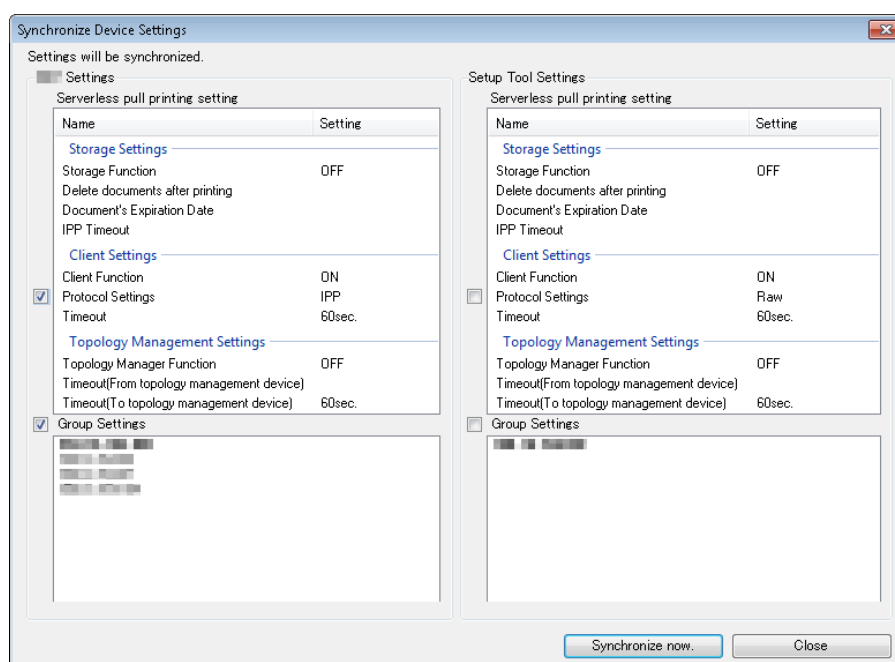 Synchronize Device Settings
Settings will be synchronized.
Settings
Serverless pull printing setting
Name Setting
Storage Settings
Storage Function OFF
Delete documents after printing
Document's Expiration Date
IPP Timeout
Client Settings
Client Function ON
Protocol Settings IPP
Timeout 60sec.
Topology Management Settings
Topology Manager Function OFF
Timeout(From topology management device)
Timeout(To topology management device) 60sec.
Group Settings
Setup Tool Settings
Serverless pull printing setting
Name Setting
Storage Settings
Storage Function OFF
Delete documents after printing
Document's Expiration Date
IPP Timeout
Client Settings
Client Function ON
Protocol Settings Raw
Timeout 60sec.
Topology Management Settings
Topology Manager Function OFF
Timeout(From topology management device)
Timeout(To topology management device) 60sec.
Group Settings
Synchronize now. Close